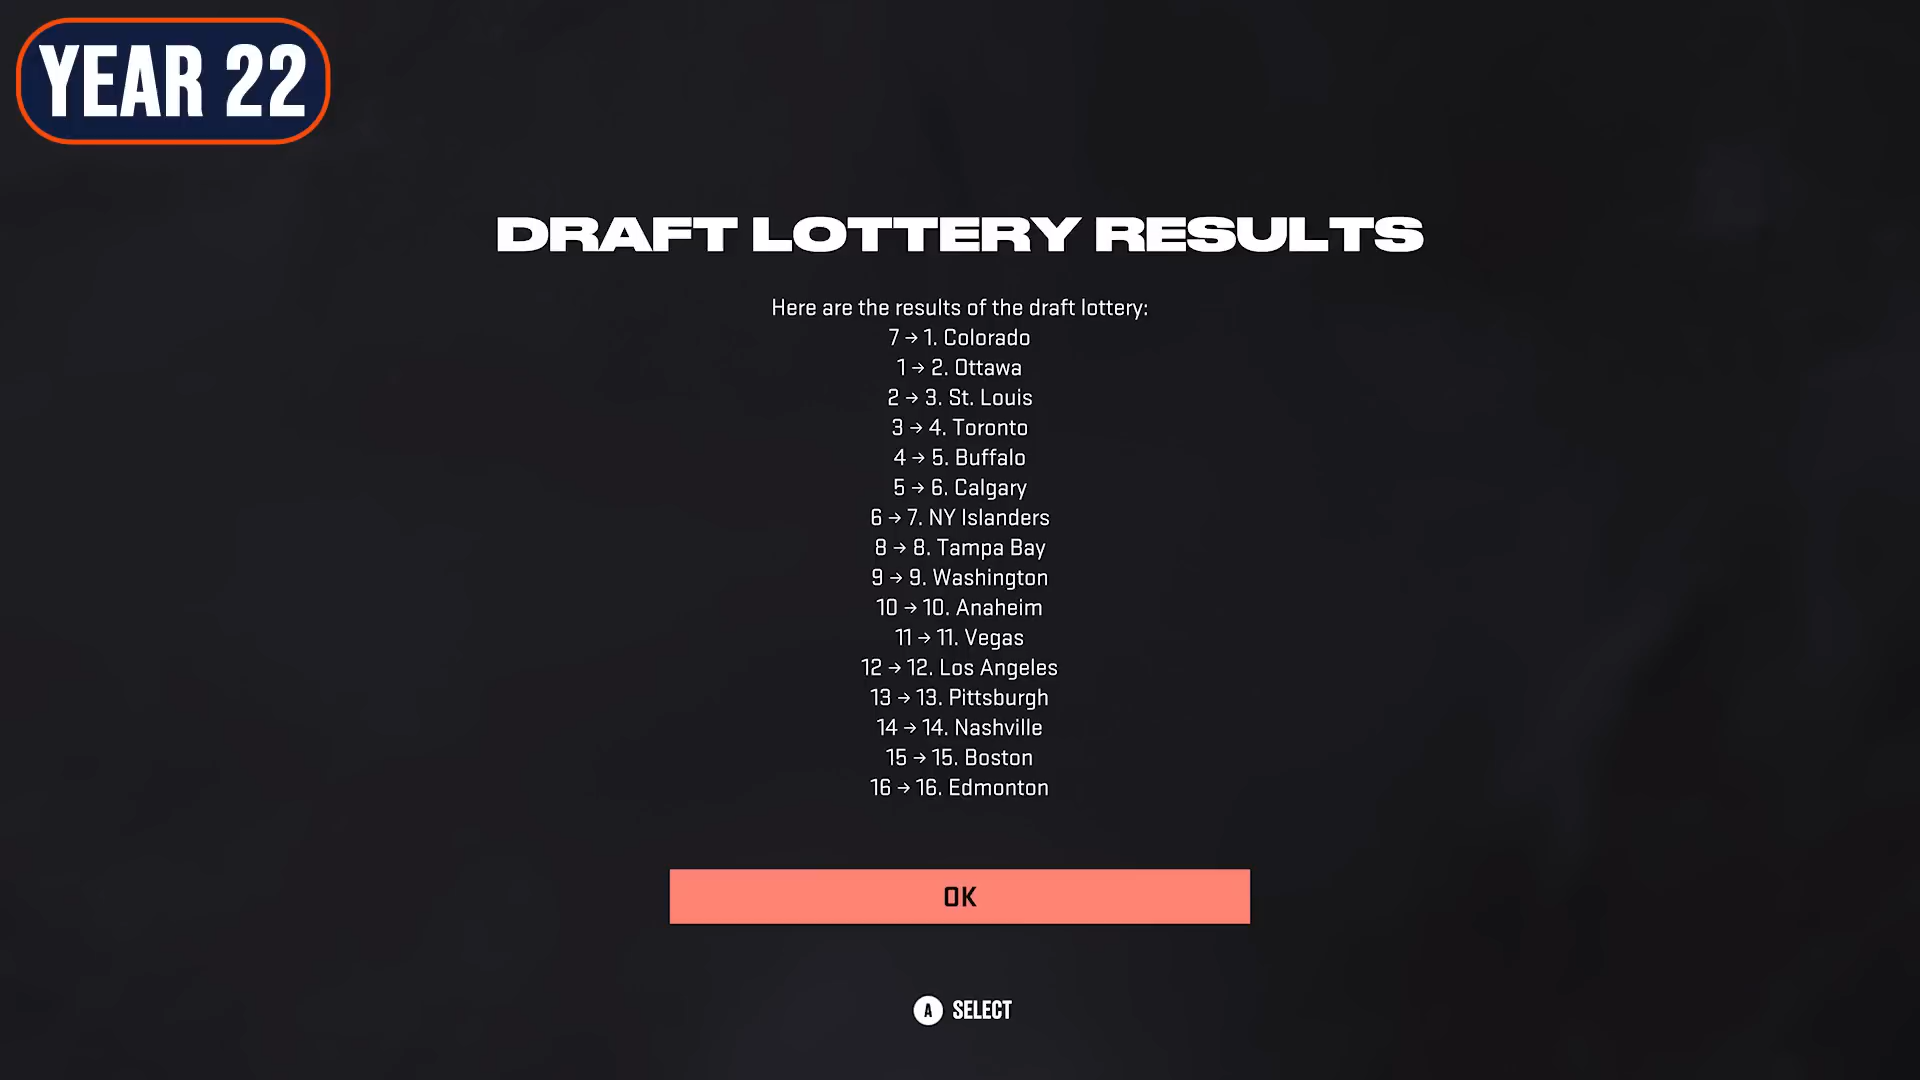 YEAR 22
DRAFT LOTTERY RESULTS
Here are the results of the draft lottery:
7 → 1. Colorado
1 → 2. Ottawa
2 → 3. St. Louis
3 → 4. Toronto
4 → 5. Buffalo
5 → 6. Calgary
6 → 7. NY Islanders
8 → 8. Tampa Bay
9 → 9. Washington
10 → 10. Anaheim
11 → 11. Vegas
12 → 12. Los Angeles
13 → 13. Pittsburgh
14 → 14. Nashville
15 → 15. Boston
16 → 16. Edmonton
OK
A SELECT